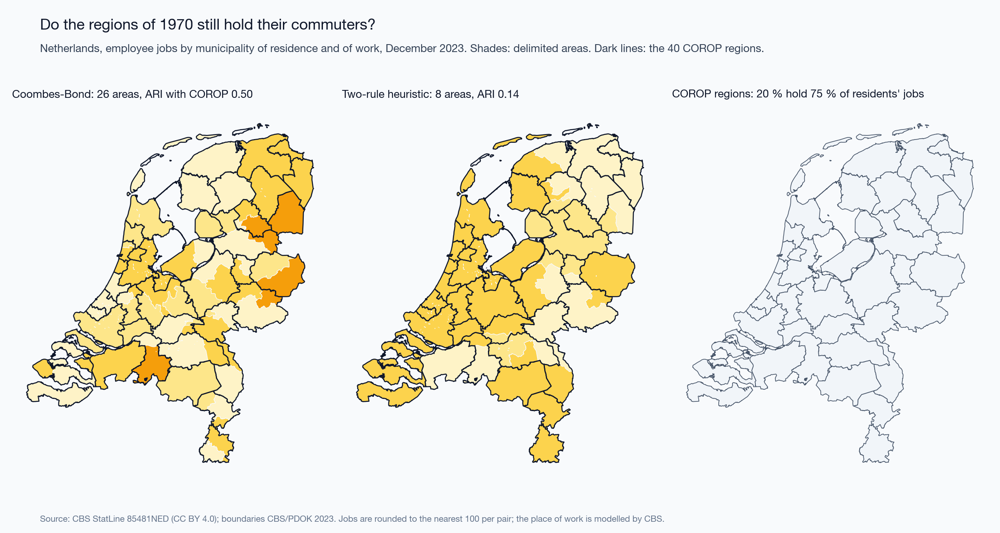 Do the regions of 1970 still hold their commuters?
Netherlands, employee jobs by municipality of residence and of work, December 2023. Shades: delimited areas. Dark lines: the 40 COROP regions.
Coombes-Bond: 26 areas, ARI with COROP 0.50
Two-rule heuristic: 8 areas, ARI 0.14
COROP regions: 20 % hold 75 % of residents' jobs
Source: CBS StatLine 85481NED (CC BY 4.0); boundaries CBS/PDOK 2023. Jobs are rounded to the nearest 100 per pair; the place of work is modelled by CBS.